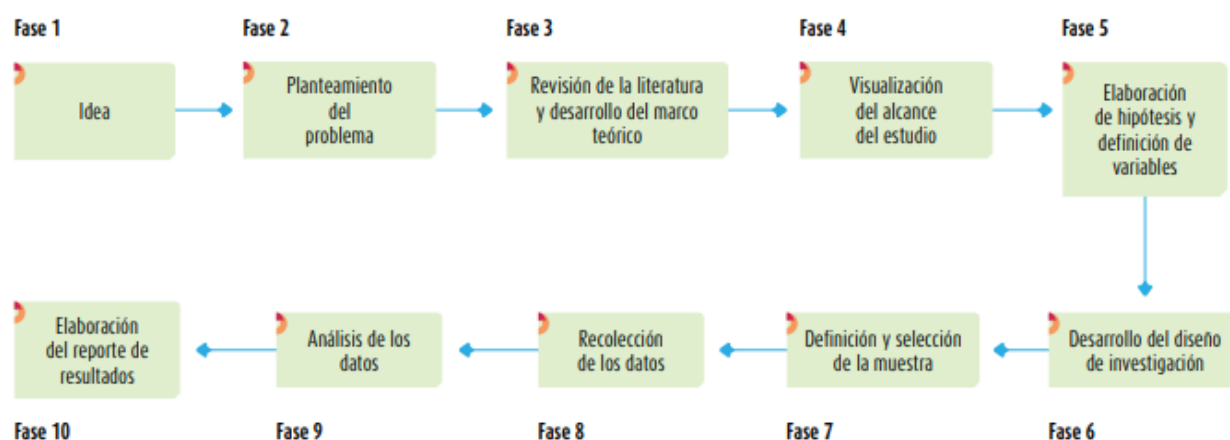 Fase 1
Idea
Fase 2
Planteamiento
del
problema
Fase 3
Revisión de la literatura
y desarrollo del marco
teórico
Fase 4
Visualización
del alcance
del estudio
Fase 5
Elaboración
de hipótesis y
definición de
variables
Desarrollo del diseño
de investigación
Fase 6
Definición y selección
de la muestra
Fase 7
Recolección
de los datos
Fase 8
Análisis de los
datos
Fase 9
Elaboración
del reporte de
resultados
Fase 10